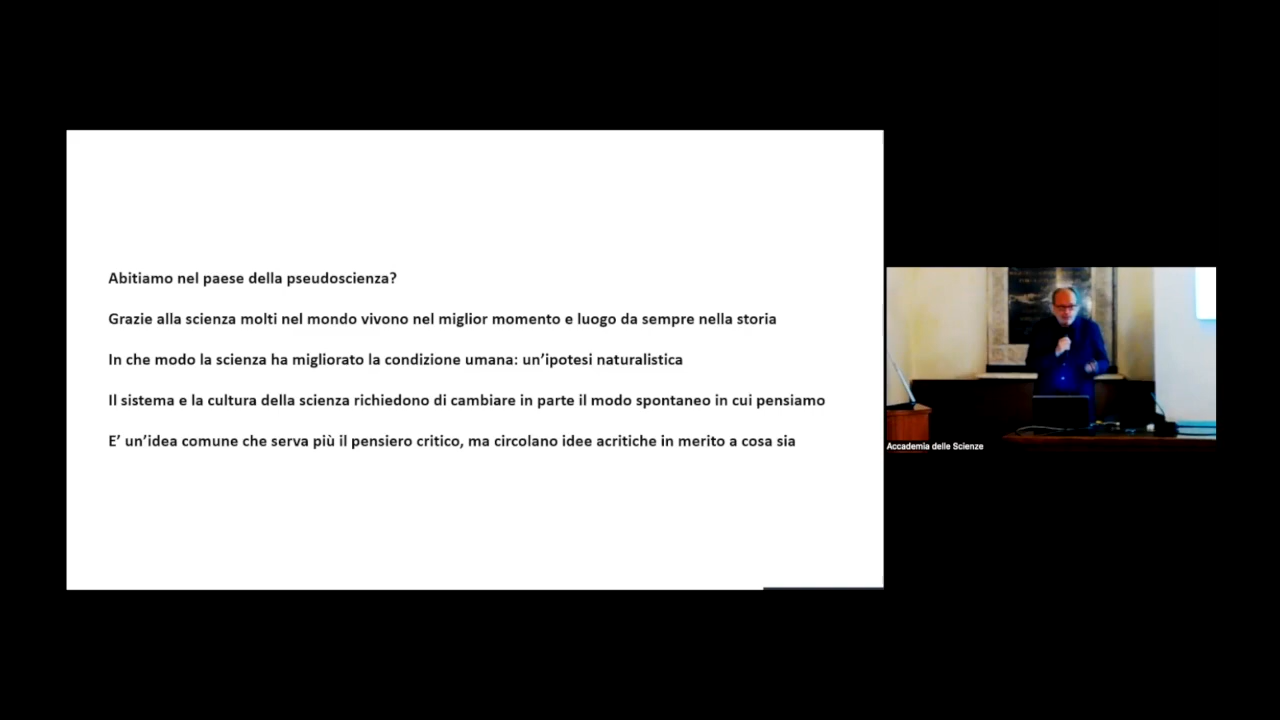 Abitiamo nel paese della pseudoscienza?
Grazie alla scienza molti nel mondo vivono nel miglior momento e luogo da sempre nella storia
In che modo la scienza ha migliorato la condizione umana: un’ipotesi naturalistica
Il sistema e la cultura della scienza richiedono di cambiare in parte il modo spontaneo in cui pensiamo
E’ un’idea comune che serva più il pensiero critico, ma circolano idee acritiche in merito a cosa sia
Accademia delle Scienze